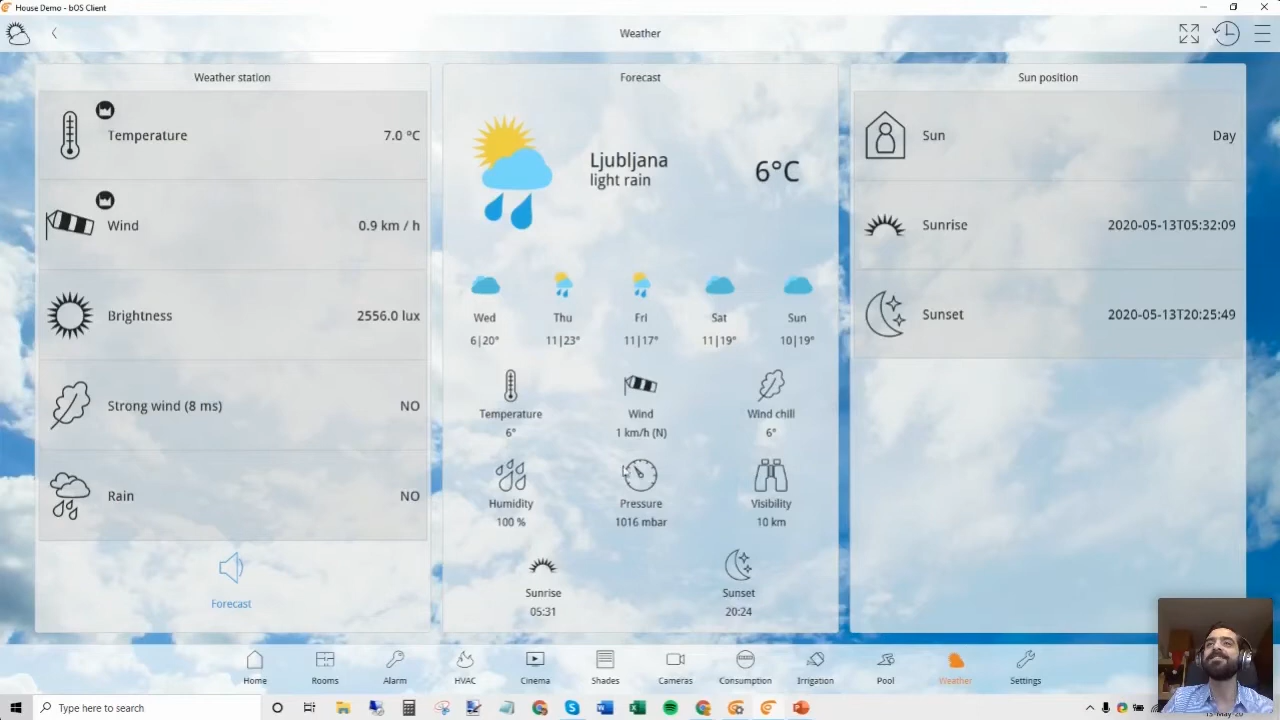 House Demo - bOS Client
Weather
Weather station
Temperature
7.0 °C
Wind
0.9 km / h
Brightness
2556.0 lux
Strong wind (8 ms)
NO
Rain
NO
Forecast
Forecast
Ljubljana
light rain
6°C
Wed
Thu
Fri
Sat
Sun
6|20°
11|23°
11|17°
11|19°
10|19°
Temperature
Wind
Wind chill
6°
1 km/h (N)
6°
Humidity
Pressure
Visibility
100 %
1016 mbar
10 km
Sunrise
Sunset
05:31
20:24
Sun position
Sun
Day
Sunrise
2020-05-13T05:32:09
Sunset
2020-05-13T20:25:49
Home
Rooms
Alarm
HVAC
Cinema
Shades
Cameras
Consumption
Irrigation
Pool
Weather
Settings
Type here to search
13-May-20